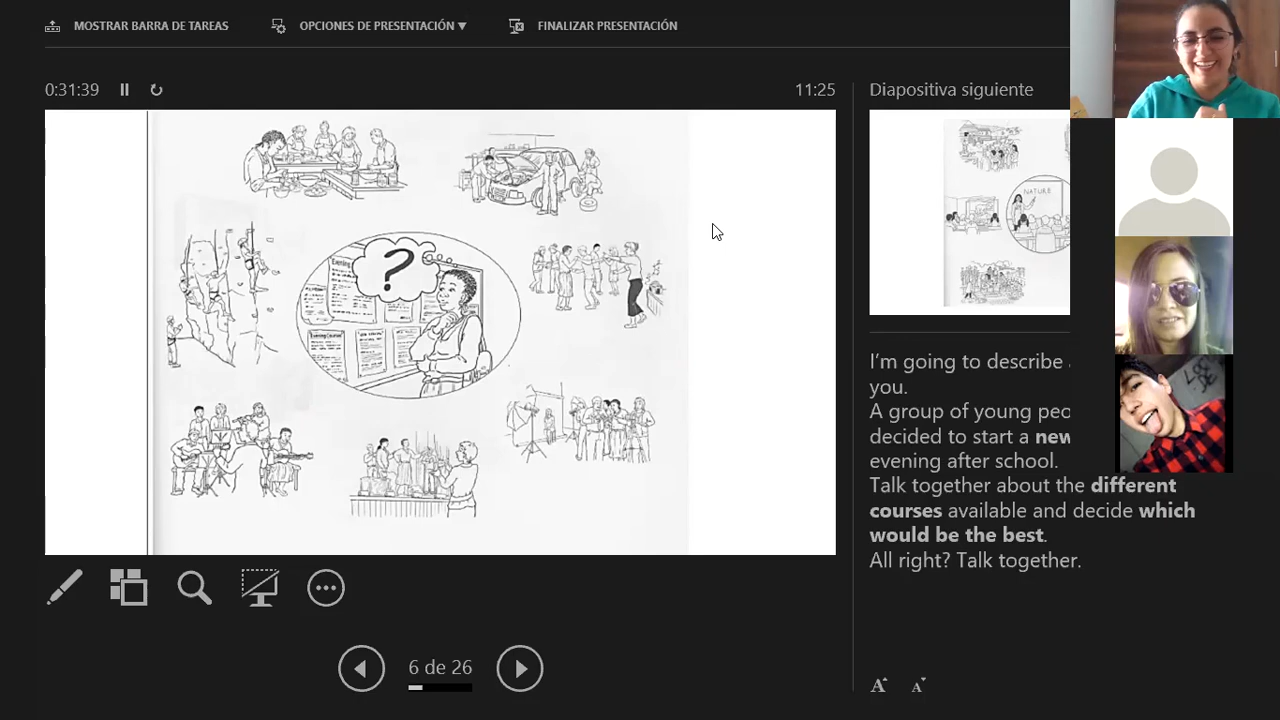 MOSTRAR BARRA DE TAREAS
OPCIONES DE PRESENTACIÓN ▼
FINALIZAR PRESENTACIÓN
0:31:39
11:25
Diapositiva siguiente
?
Evening Courses
NATURE
I'm going to describe
you.
A group of young peo
decided to start a new
evening after school.
Talk together about the different
courses available and decide which
would be the best.
All right? Talk together.
6 de 26
A A